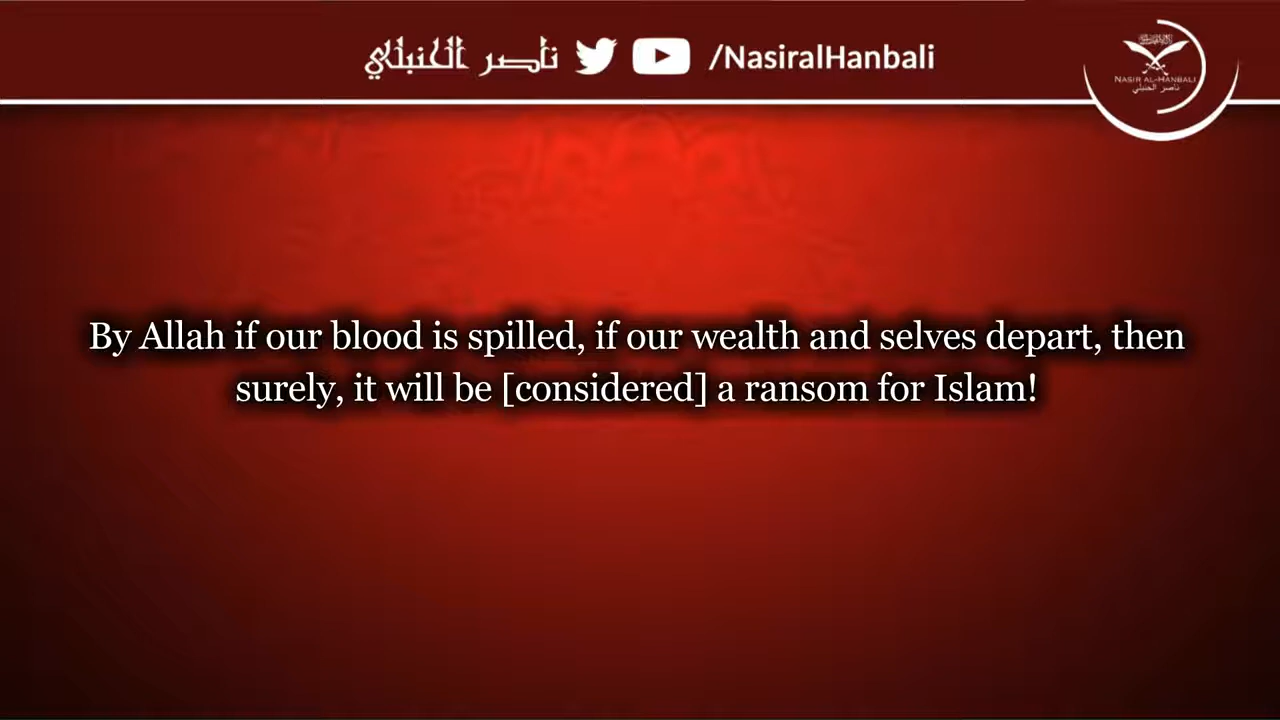 ناصر الحنبلي /NasiralHanbali
NASIR AL-HANBALI
ناصر الحنبلي
By Allah if our blood is spilled, if our wealth and selves depart, then
surely, it will be [considered] a ransom for Islam!